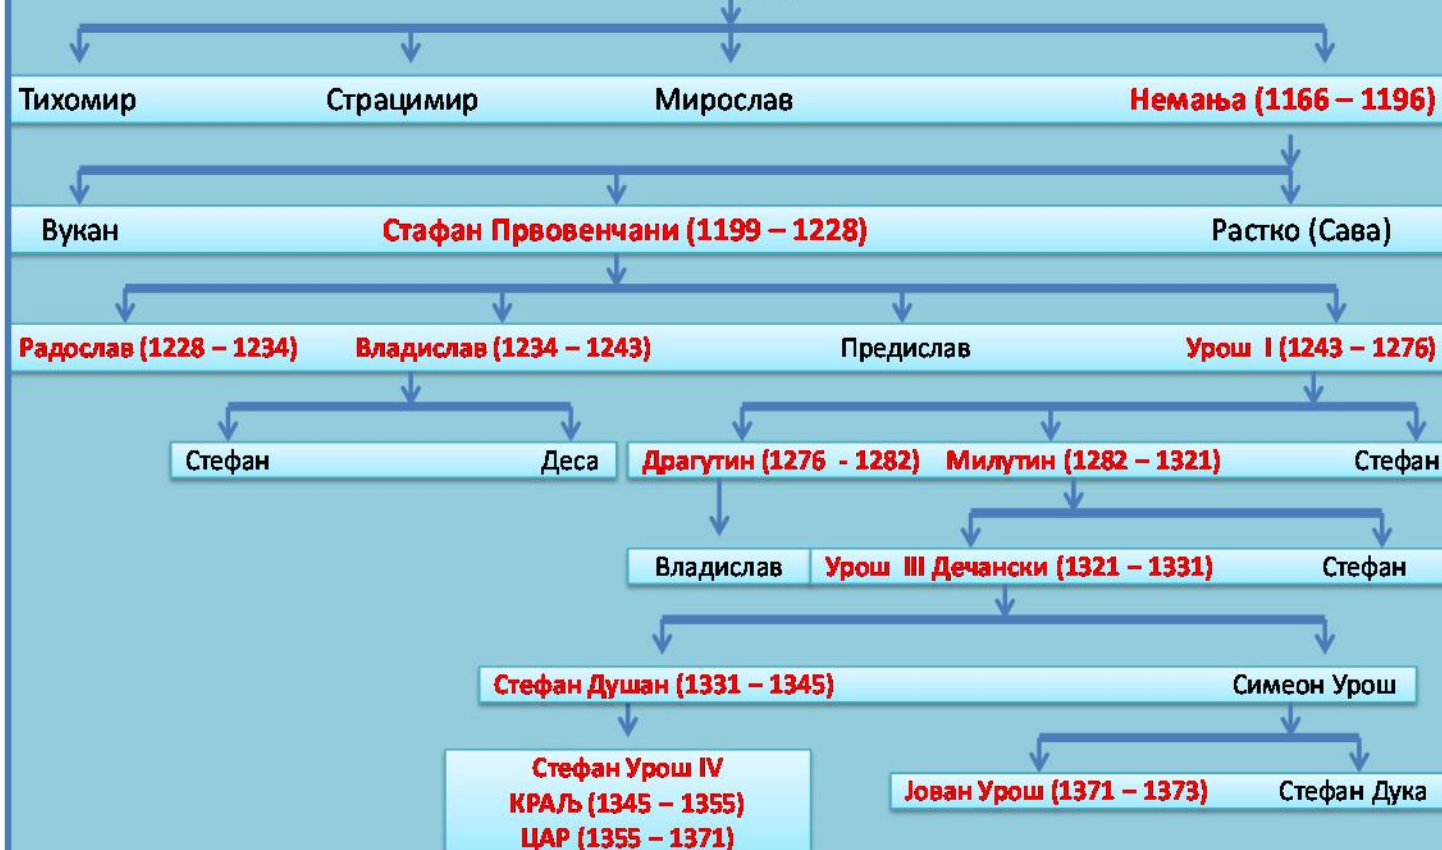 Тихомир Страцимир Мирослав Немања (1166 – 1196)
Вукан Стафан Првовенчани (1199 – 1228) Растко (Сава)
Радослав (1228 – 1234) Владислав (1234 – 1243) Предислав Урош I (1243 – 1276)
Стефан Деса Драгутин (1276 - 1282) Милутин (1282 – 1321) Стефан
Владислав Урош III Дечански (1321 – 1331) Стефан
Стефан Душан (1331 – 1345) Симеон Урош
Стефан Урош IV
КРАЉ (1345 – 1355)
ЦАР (1355 – 1371)
Јован Урош (1371 – 1373) Стефан Дука